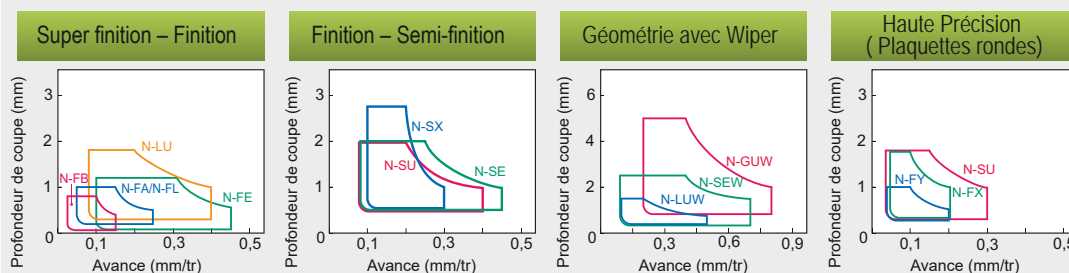 Super finition – Finition
Finition – Semi-finition
Géométrie avec Wiper
Haute Précision
( Plaquettes rondes)
Profondeur de coupe (mm)
3
2
1
0
N-LU
N-FB
N-FA/N-FL
N-FE
0,1
0,3
0,5
Avance (mm/tr)
Profondeur de coupe (mm)
3
2
1
0
N-SX
N-SU
N-SE
0,1
0,3
0,5
Avance (mm/tr)
Profondeur de coupe (mm)
6
4
2
0
N-GUW
N-SEW
N-LUW
0,3
0,6
0,9
Avance (mm/tr)
Profondeur de coupe (mm)
3
2
1
0
N-SU
N-FY
N-FX
0,1
0,3
0,5
Avance (mm/tr)